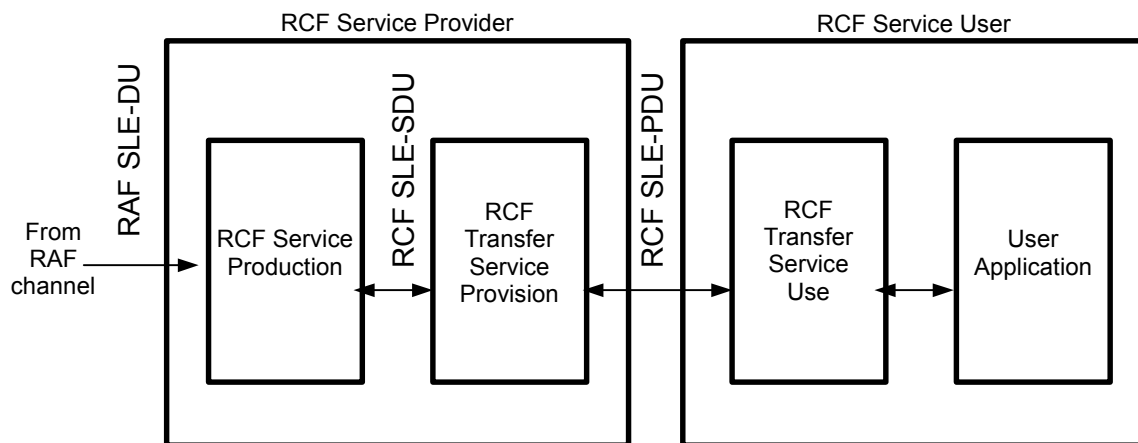 RCF Service Provider
RCF Service User
RAF SLE-DU
RCF SLE-SDU
RCF SLE-PDU
From
RAF
channel
RCF Service
Production
RCF
Transfer
Service
Provision
RCF
Transfer
Service
Use
User
Application